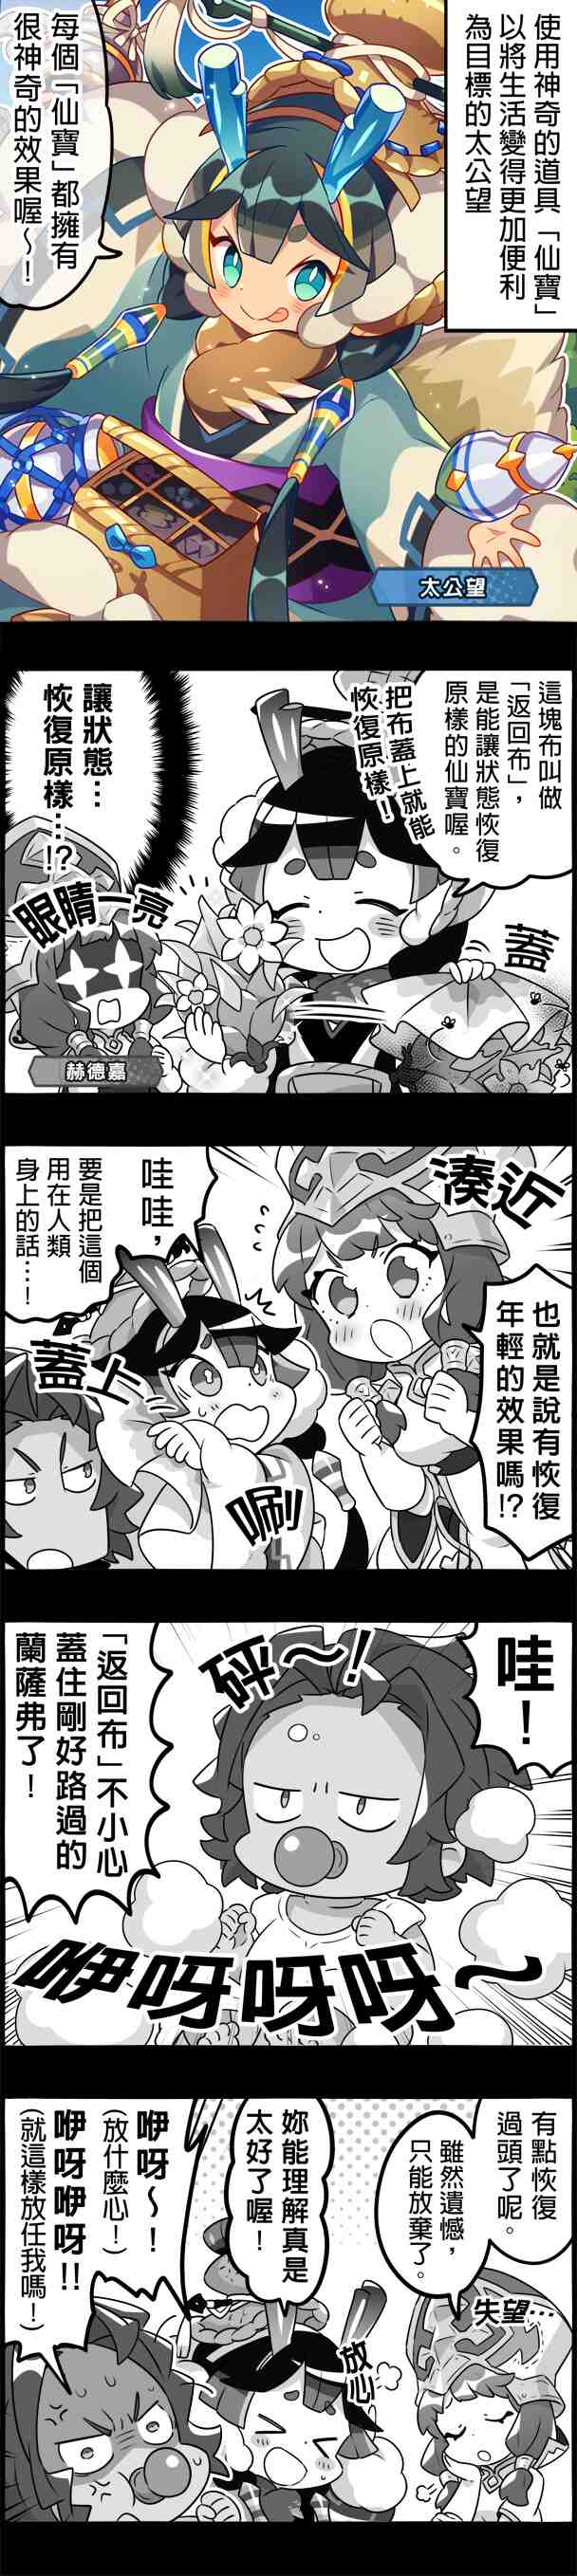 使用神奇的道具「仙寶」
以將生活變得更加便利
為目標的太公望
每個「仙寶」都擁有
很神奇的效果喔～!
太公望
這塊布叫做
「返回布」，
是能讓狀態恢復
原樣的仙寶喔。
把布蓋上就能
恢復原樣!
蓋
讓狀態…
恢復原樣…!?
眼睛一亮
赫德嘉
湊近
也就是說有恢復
年輕的效果嗎!?
哇哇，
要是把這個
用在人類
身上的話…!
唰
蓋上
哇!
砰～!
「返回布」不小心
蓋住剛好路過的
蘭薩弗了!
咿呀呀呀～
有點恢復
過頭了呢。
雖然遺憾，
只能放棄了。
失望…
妳能理解真是
太好了喔!
放心
咿呀～!
(放什麼心!)
咿呀咿呀!!
(就這樣放任我嗎!)